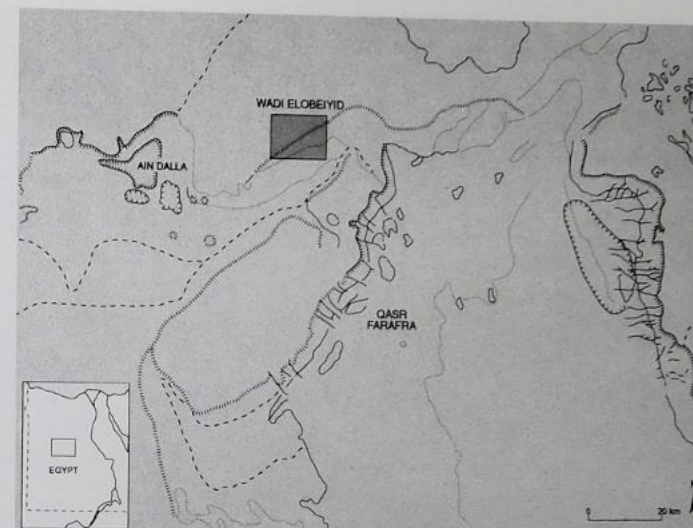 WADI ELOBEIYID
AIN DALLA
QASR
FARAFRA
EGYPT
0 20 km